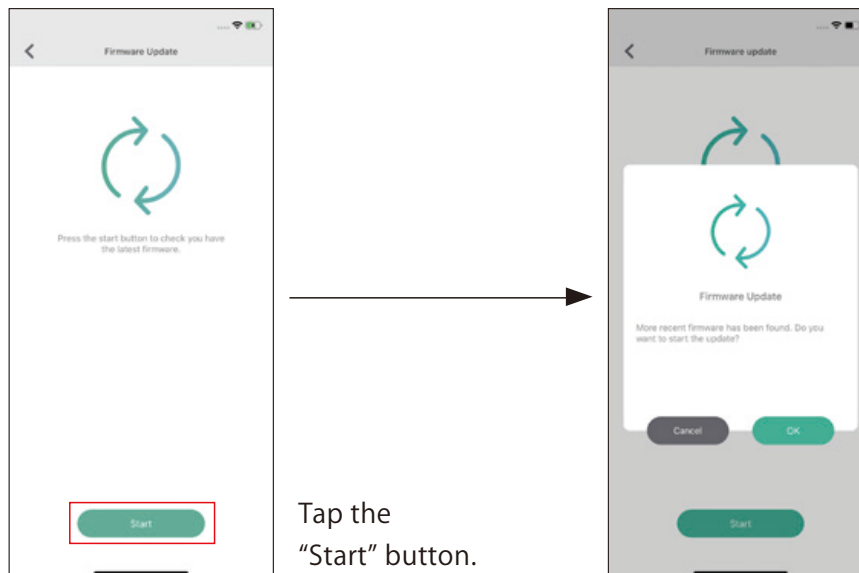 Firmware Update
Press the start button to check you have
the latest firmware.
Start
Tap the
“Start” button.
Firmware update
Firmware Update
More recent firmware has been found. Do you
want to start the update?
Cancel
OK
Start